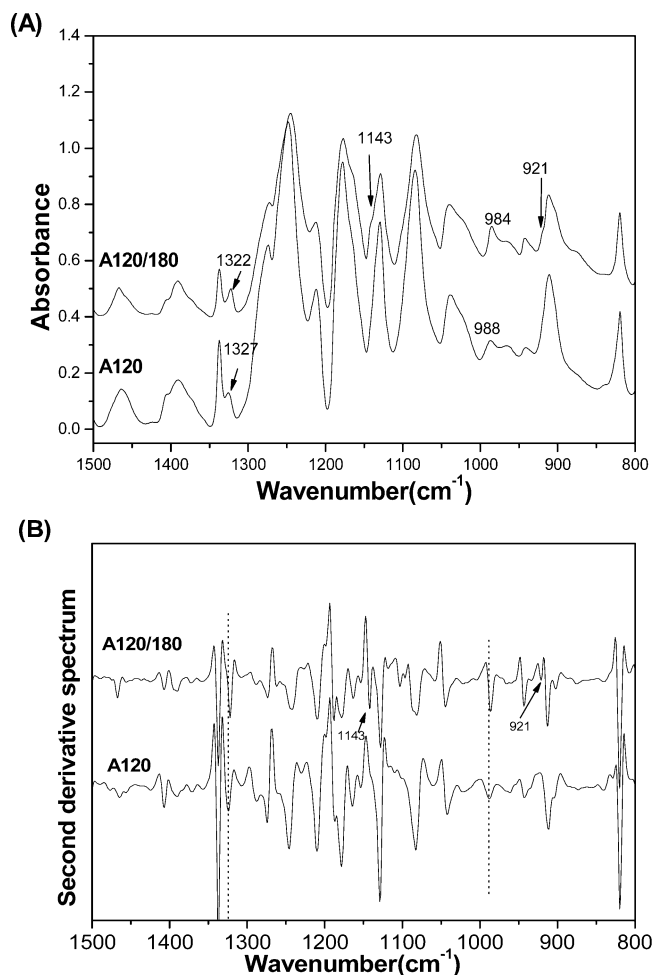 (A)
1.4
1.2
1.0
0.8
0.6
0.4
0.2
0.0
Absorbance
1143
921
984
A120/180
1322
988
A120
1327
1500 1400 1300 1200 1100 1000 900 800
Wavenumber(cm-1)
(B)
Second derivative spectrum
A120/180
1143
921
A120
1500 1400 1300 1200 1100 1000 900 800
Wavenumber(cm-1)